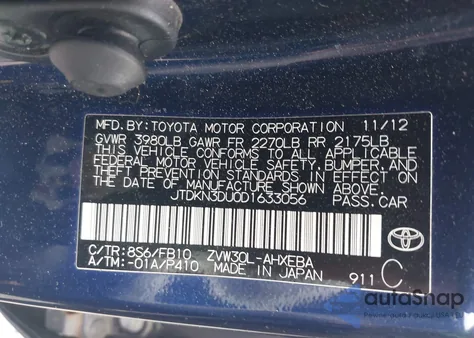 MFD. BY: TOYOTA MOTOR CORPORATION 11/12
GVWR 3980LB GAWR FR 2270LB RR 2175LB
THIS VEHICLE CONFORMS TO ALL APPLICABLE
FEDERAL MOTOR VEHICLE SAFETY, BUMPER, AND
THEFT PREVENTION STANDARDS IN EFFECT ON
THE DATE OF MANUFACTURE SHOWN ABOVE.
JTDKN3DU0D1633056 PASS.CAR
C/TR: 8S6/FB10 ZVW30L-AHXEBA
A/TM: -01A/P410 MADE IN JAPAN 911 C
autoSnap